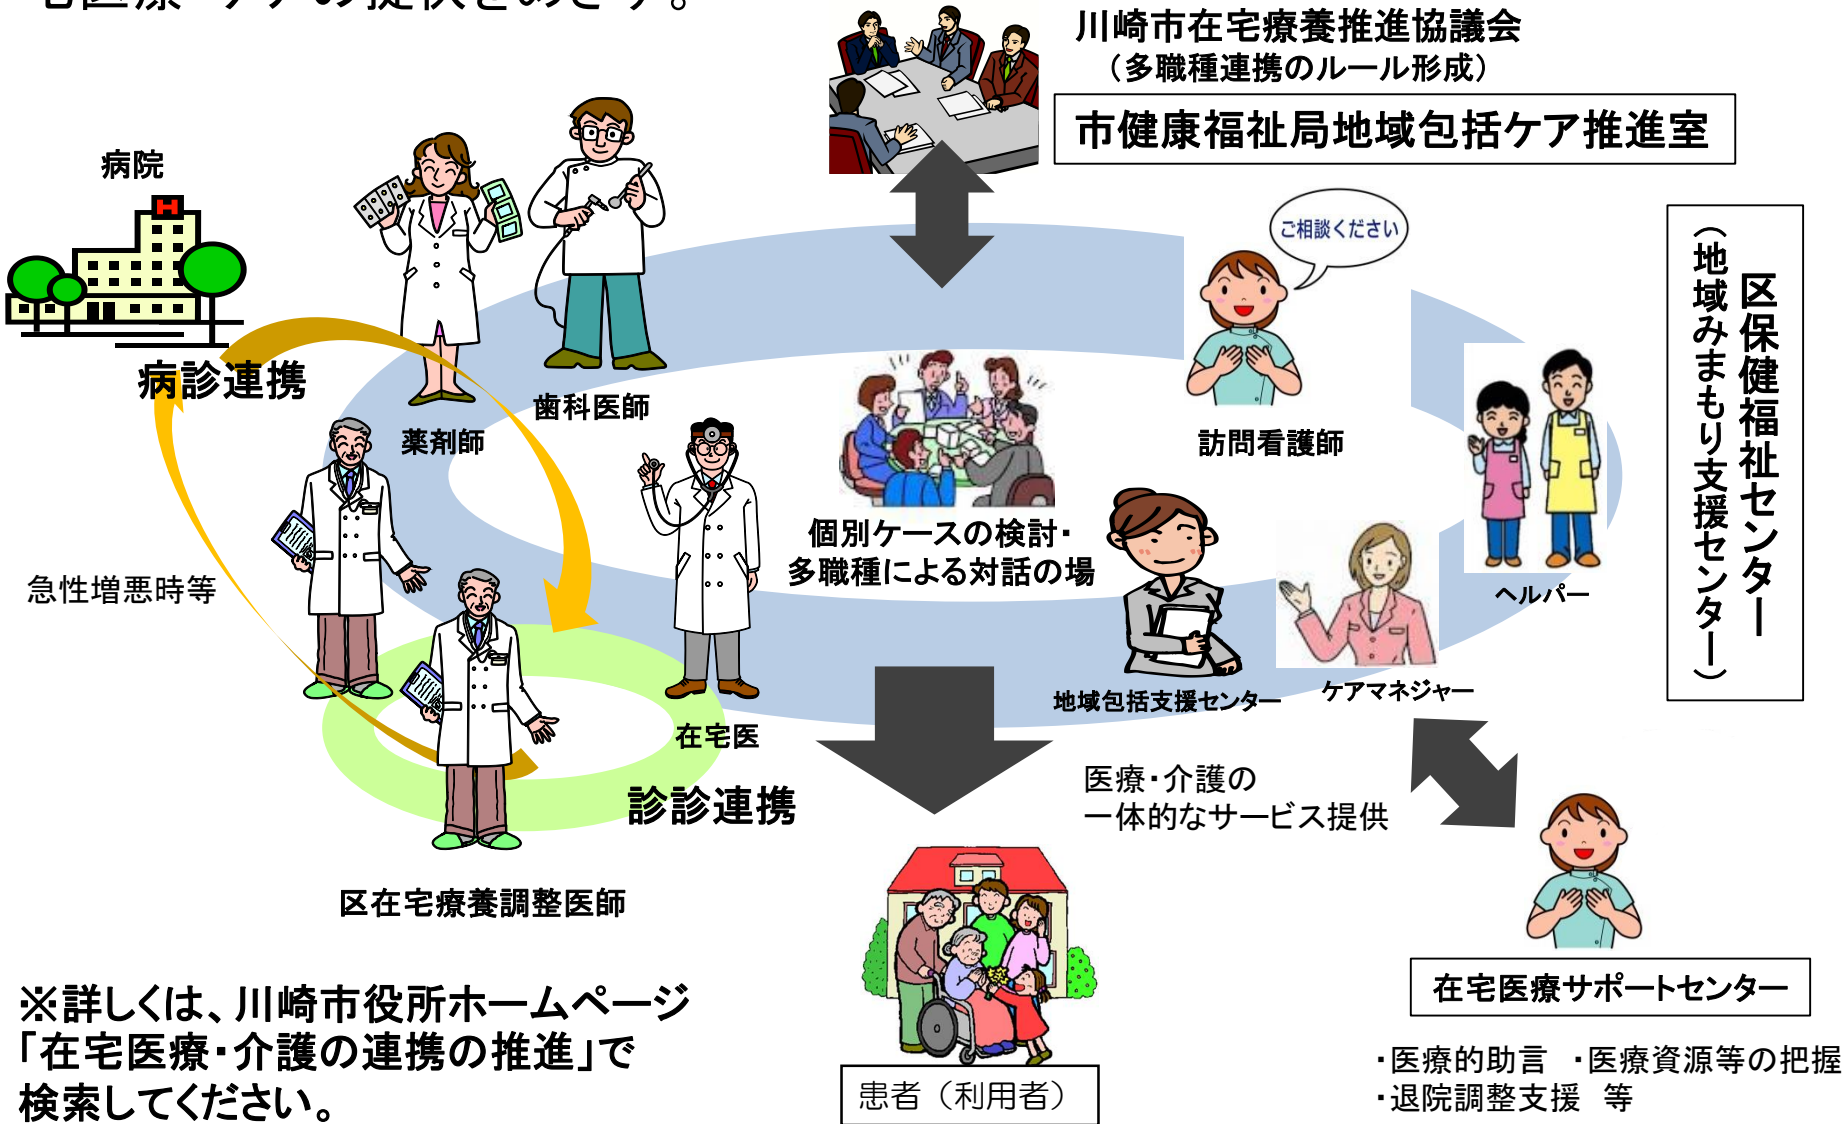 宅医療・ケアの提供をめざす。
川崎市在宅療養推進協議会
（多職種連携のルール形成）
市健康福祉局地域包括ケア推進室
病院
H
ご相談ください
区保健福祉センター
（地域みまもり支援センター）
病診連携
歯科医師
薬剤師
訪問看護師
個別ケースの検討・
多職種による対話の場
急性増悪時等
ヘルパー
ケアマネジャー
地域包括支援センター
在宅医
診診連携
医療・介護の
一体的なサービス提供
区在宅療養調整医師
在宅医療サポートセンター
・医療的助言　・医療資源等の把握
・退院調整支援　等
※詳しくは、川崎市役所ホームページ
「在宅医療・介護の連携の推進」で
検索してください。
患者（利用者）